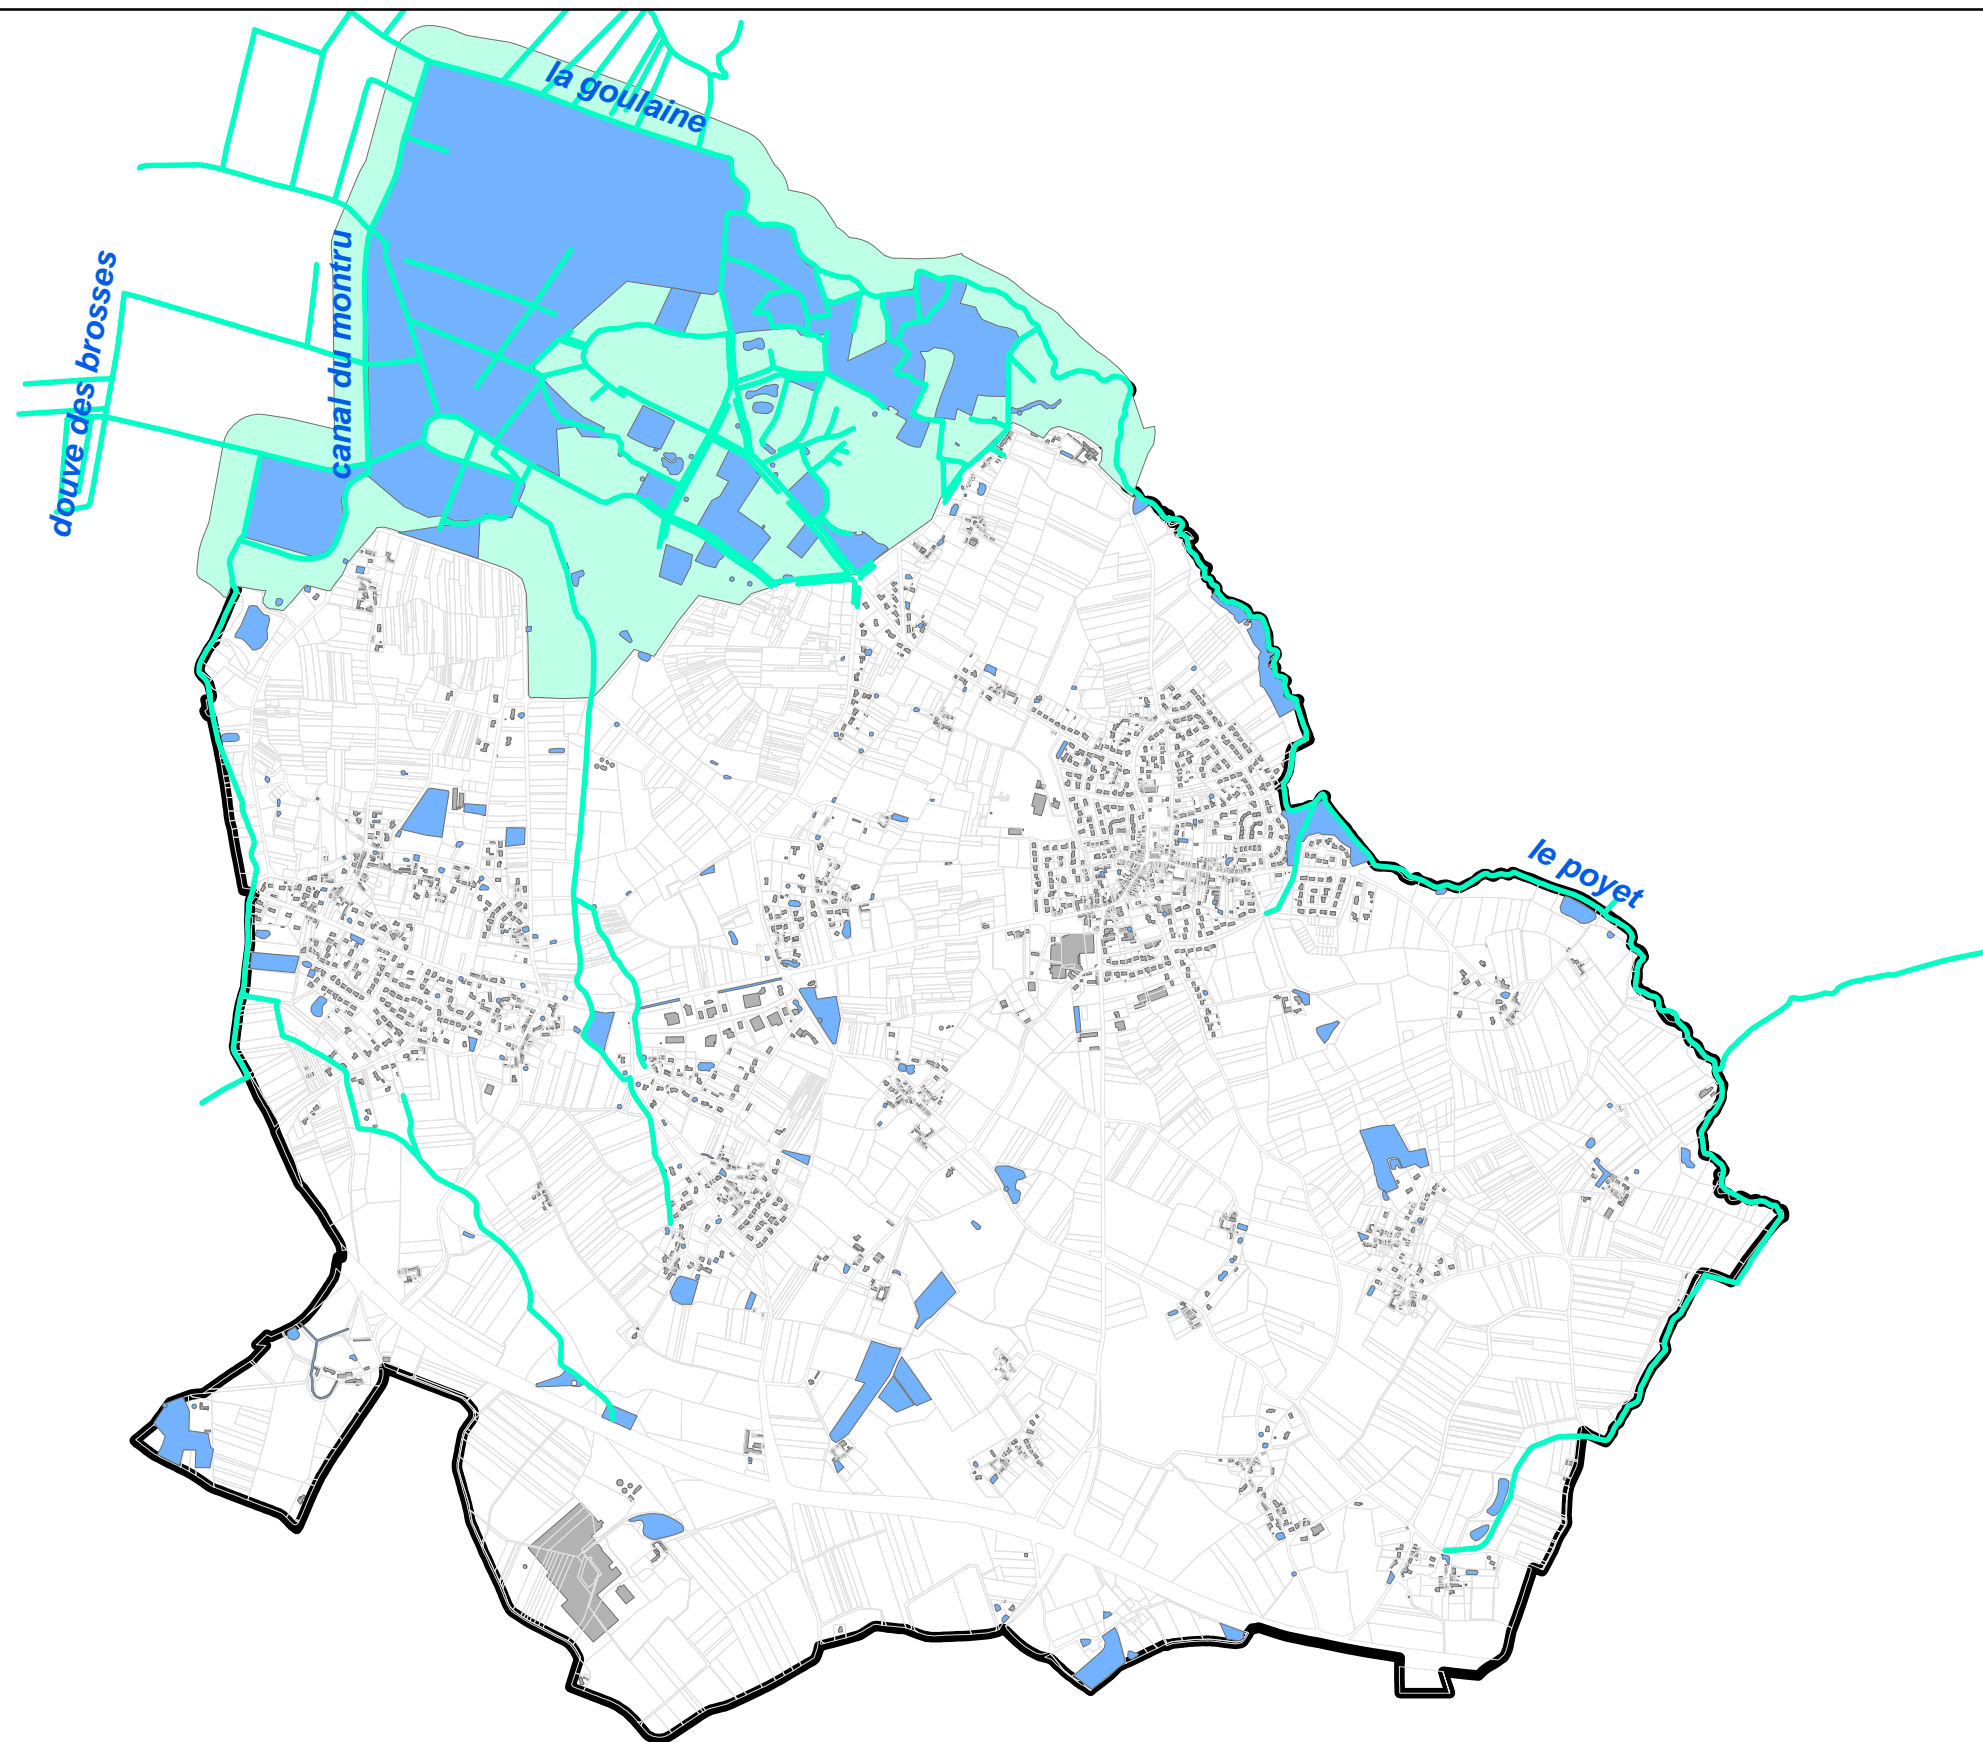 la goulaine
canal du montru
douve des brosses
le poyet